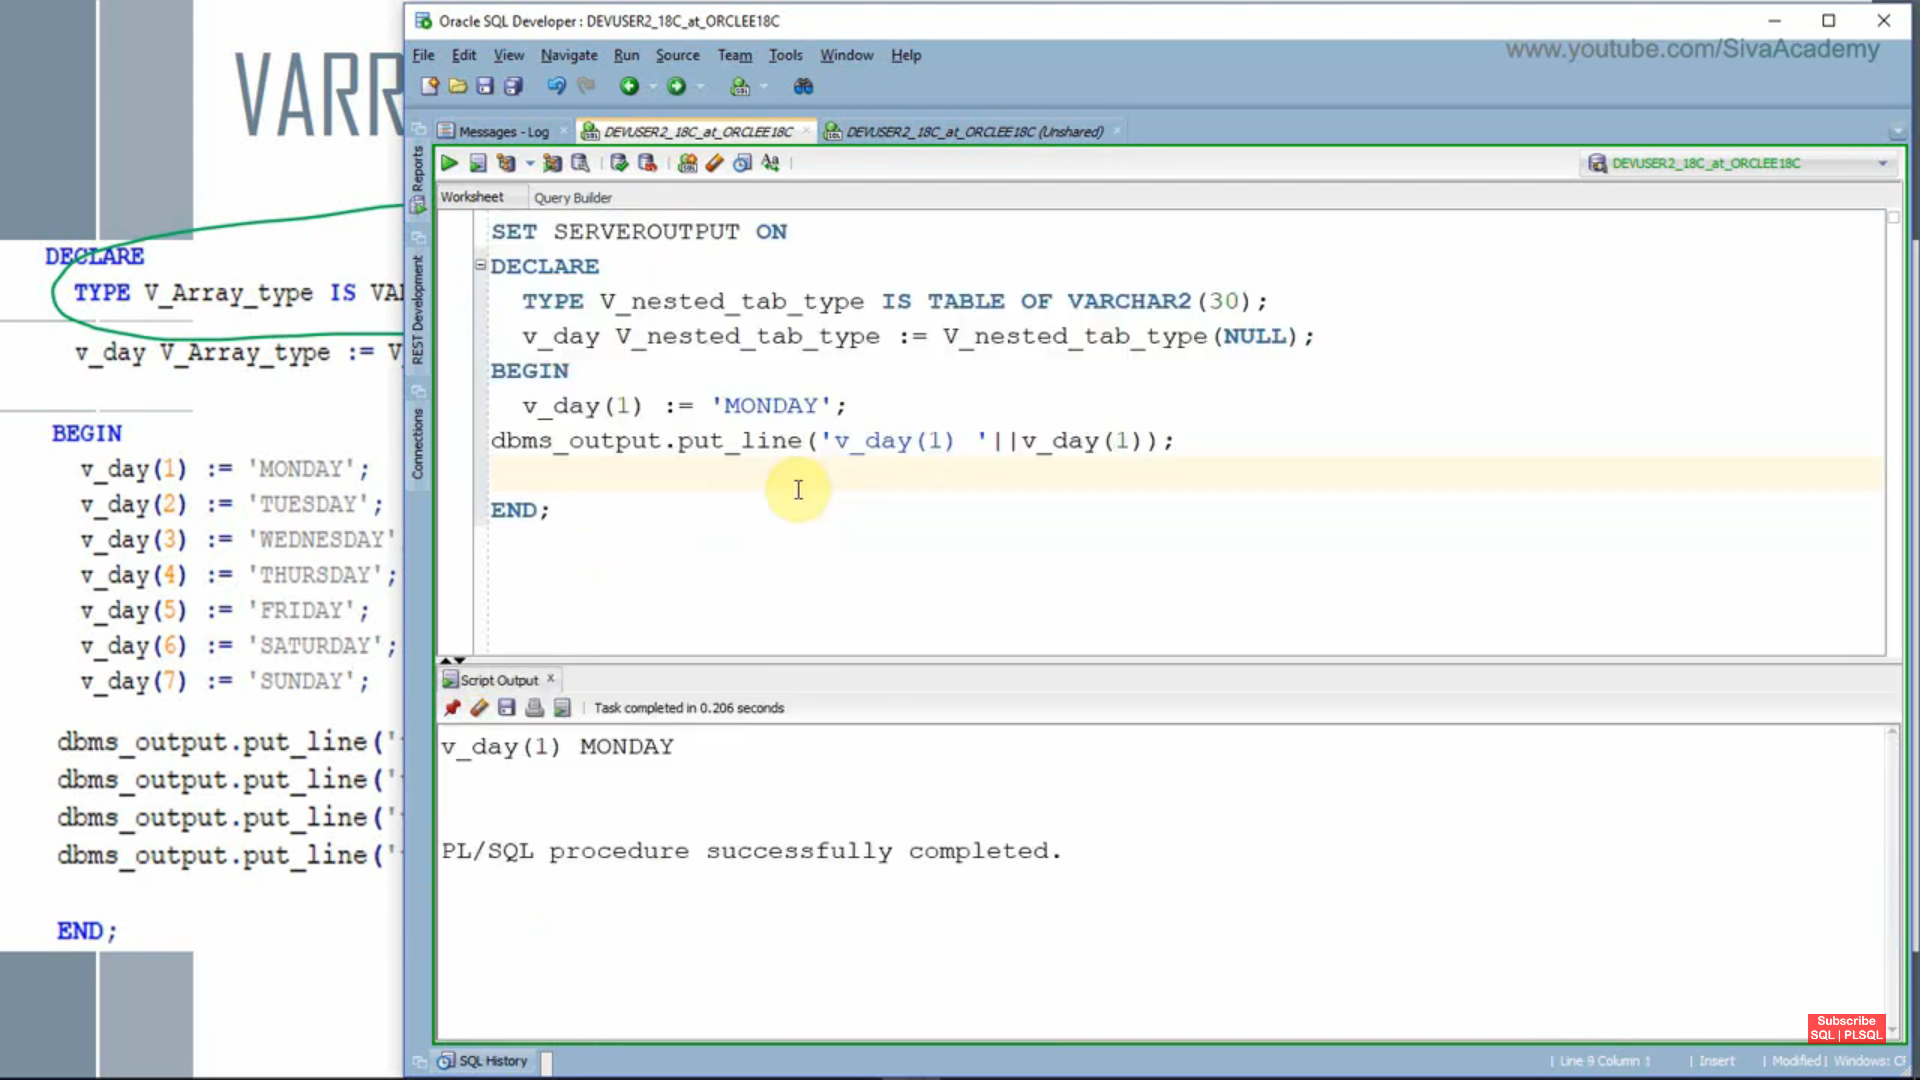 VARR
DECLARE
TYPE V_Array_type IS VA
v_day V_Array_type := V
BEGIN
v_day(1) := 'MONDAY';
v_day(2) := 'TUESDAY';
v_day(3) := 'WEDNESDAY'
v_day(4) := 'THURSDAY';
v_day(5) := 'FRIDAY';
v_day(6) := 'SATURDAY';
v_day(7) := 'SUNDAY';
dbms_output.put_line('
dbms_output.put_line('
dbms_output.put_line('
dbms_output.put_line('
END;
Oracle SQL Developer : DEVUSER2_18C_at_ORCLEE18C
www.youtube.com/SivaAcademy
File Edit View Navigate Run Source Team Tools Window Help
Messages - Log DEVUSER2_18C_at_ORCLEE18C DEVUSER2_18C_at_ORCLEE18C (Unshared)
Reports
REST Development
Connections
DEVUSER2_18C_at_ORCLEE18C
Worksheet Query Builder
SET SERVEROUTPUT ON
DECLARE
TYPE V_nested_tab_type IS TABLE OF VARCHAR2(30);
v_day V_nested_tab_type := V_nested_tab_type(NULL);
BEGIN
v_day(1) := 'MONDAY';
dbms_output.put_line('v_day(1) '||v_day(1));
END;
Script Output x
Task completed in 0.206 seconds
v_day(1) MONDAY
PL/SQL procedure successfully completed.
Subscribe
SQL | PLSQL
SQL History
| Line 9 Column 1 | Insert | Modified | Windows: C